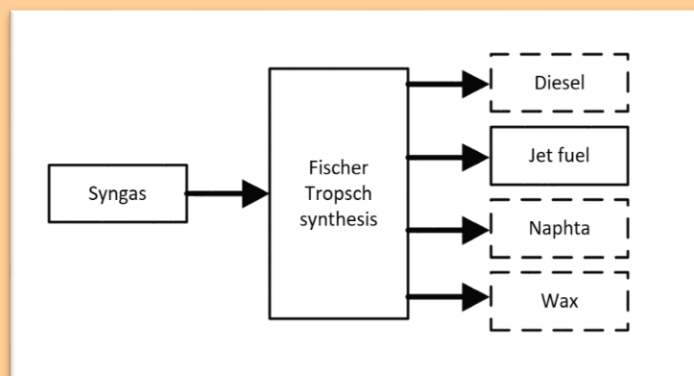 Syngas
Fischer
Tropsch
synthesis
Diesel
Jet fuel
Naphta
Wax